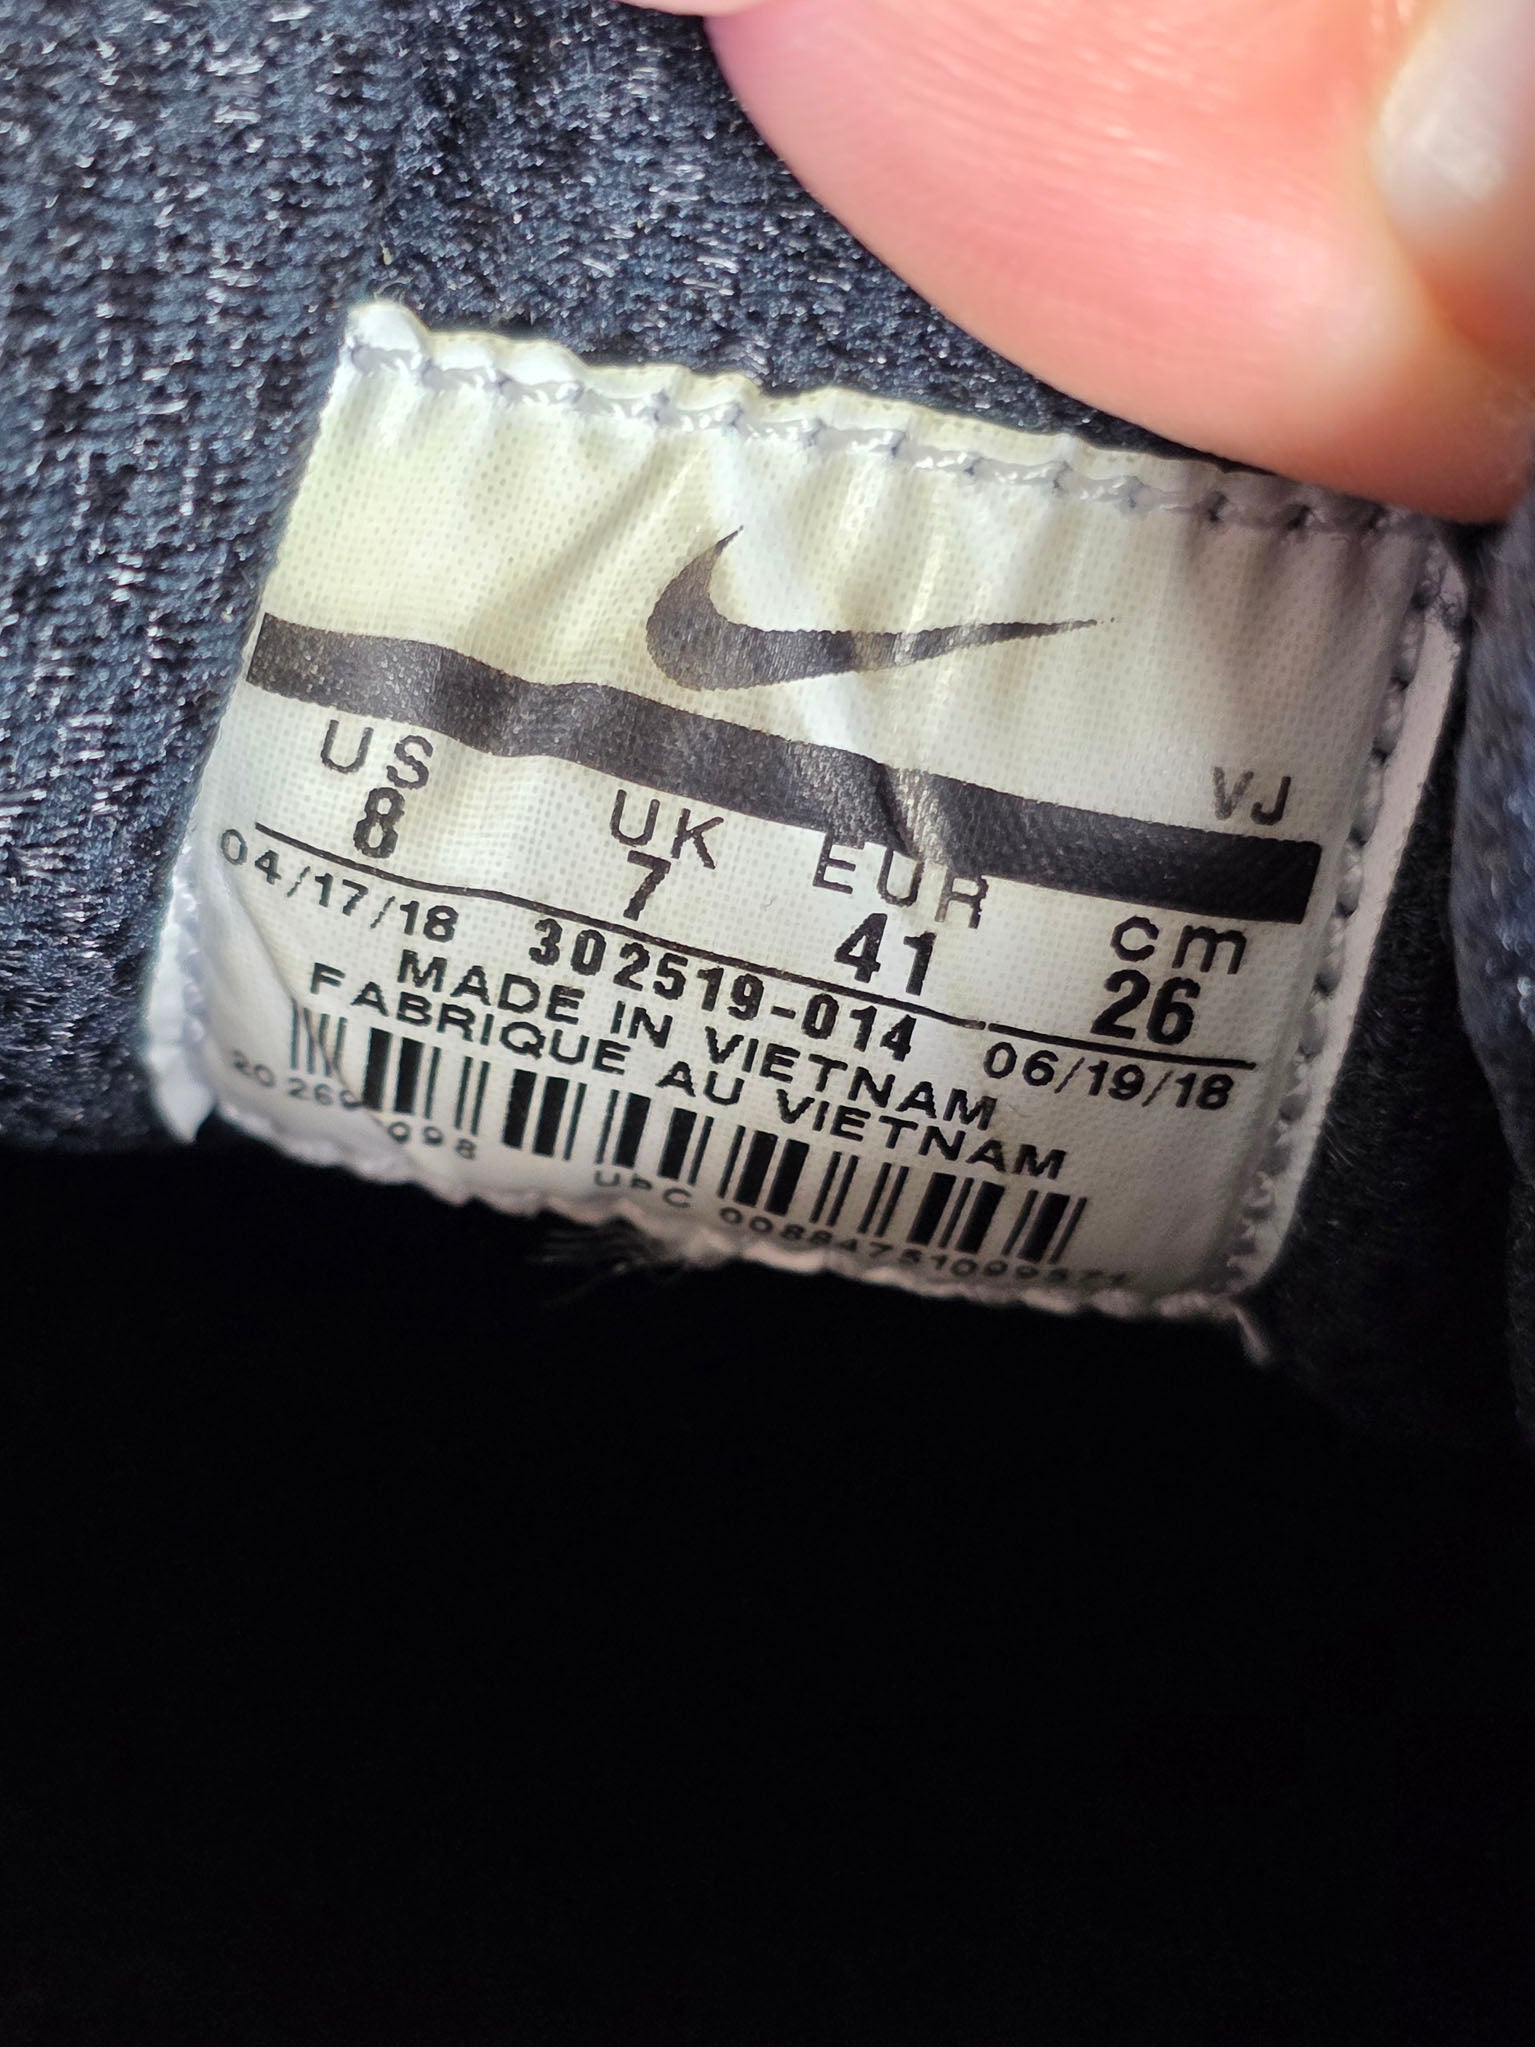 VJ
US UK EUR cm
8 7 41 26
04/17/18 302519-014 06/19/18
MADE IN VIETNAM
FABRIQUE AU VIETNAM
UPC